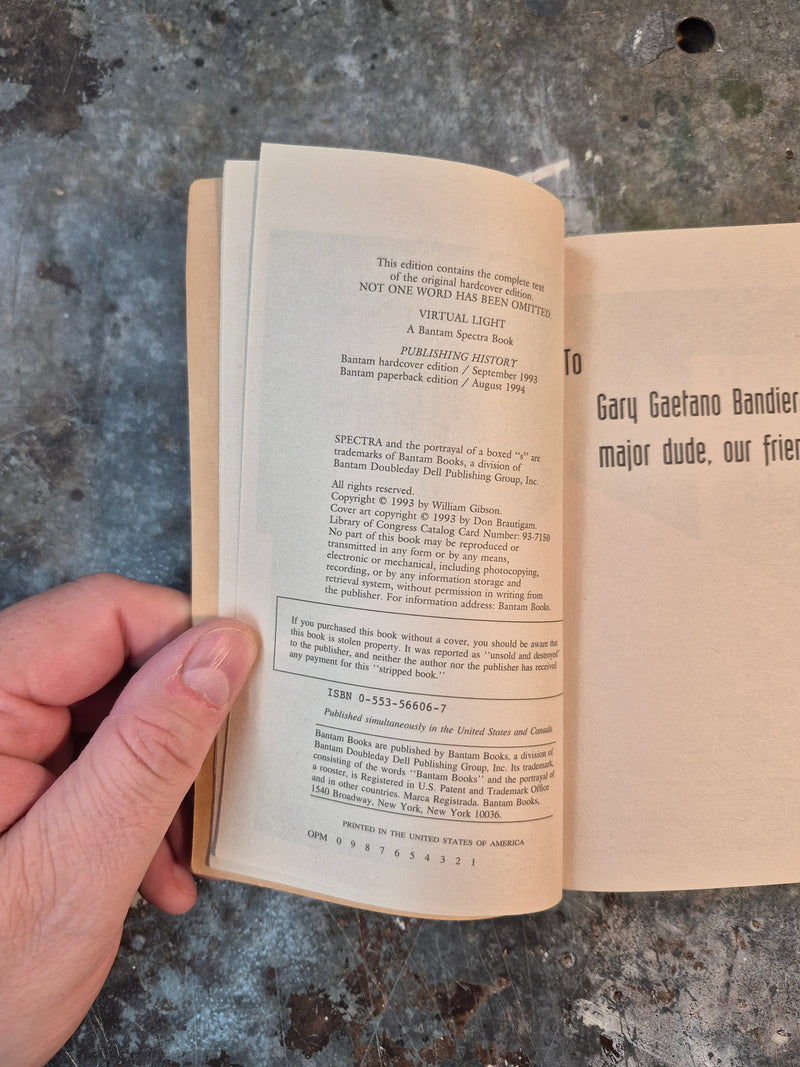 This edition contains the complete text
of the original hardcover edition.
NOT ONE WORD HAS BEEN OMITTED.
VIRTUAL LIGHT
A Bantam Spectra Book
PUBLISHING HISTORY
Bantam hardcover edition / September 1993
Bantam paperback edition / August 1994
SPECTRA and the portrayal of a boxed "s" are
trademarks of Bantam Books, a division of
Bantam Doubleday Dell Publishing Group, Inc.
All rights reserved.
Copyright © 1993 by William Gibson.
Cover art copyright © 1993 by Don Brautigam.
Library of Congress Catalog Card Number: 93-7150
No part of this book may be reproduced or
transmitted in any form or by any means,
electronic or mechanical, including photocopying,
recording, or by any information storage and
retrieval system, without permission in writing from
the publisher. For information address: Bantam Books.
If you purchased this book without a cover, you should be aware that
this book is stolen property. It was reported as "unsold and destroyed"
to the publisher, and neither the author nor the publisher has received
any payment for this "stripped book."
ISBN 0-553-56606-7
Published simultaneously in the United States and Canada
Bantam Books are published by Bantam Books, a division of
Bantam Doubleday Dell Publishing Group, Inc. Its trademark,
consisting of the words "Bantam Books" and the portrayal of
a rooster, is Registered in U.S. Patent and Trademark Office
and in other countries. Marca Registrada. Bantam Books,
1540 Broadway, New York, New York 10036.
PRINTED IN THE UNITED STATES OF AMERICA
OPM 0 9 8 7 6 5 4 3 2 1
To
Gary Gaetano Bandier
major dude, our frien